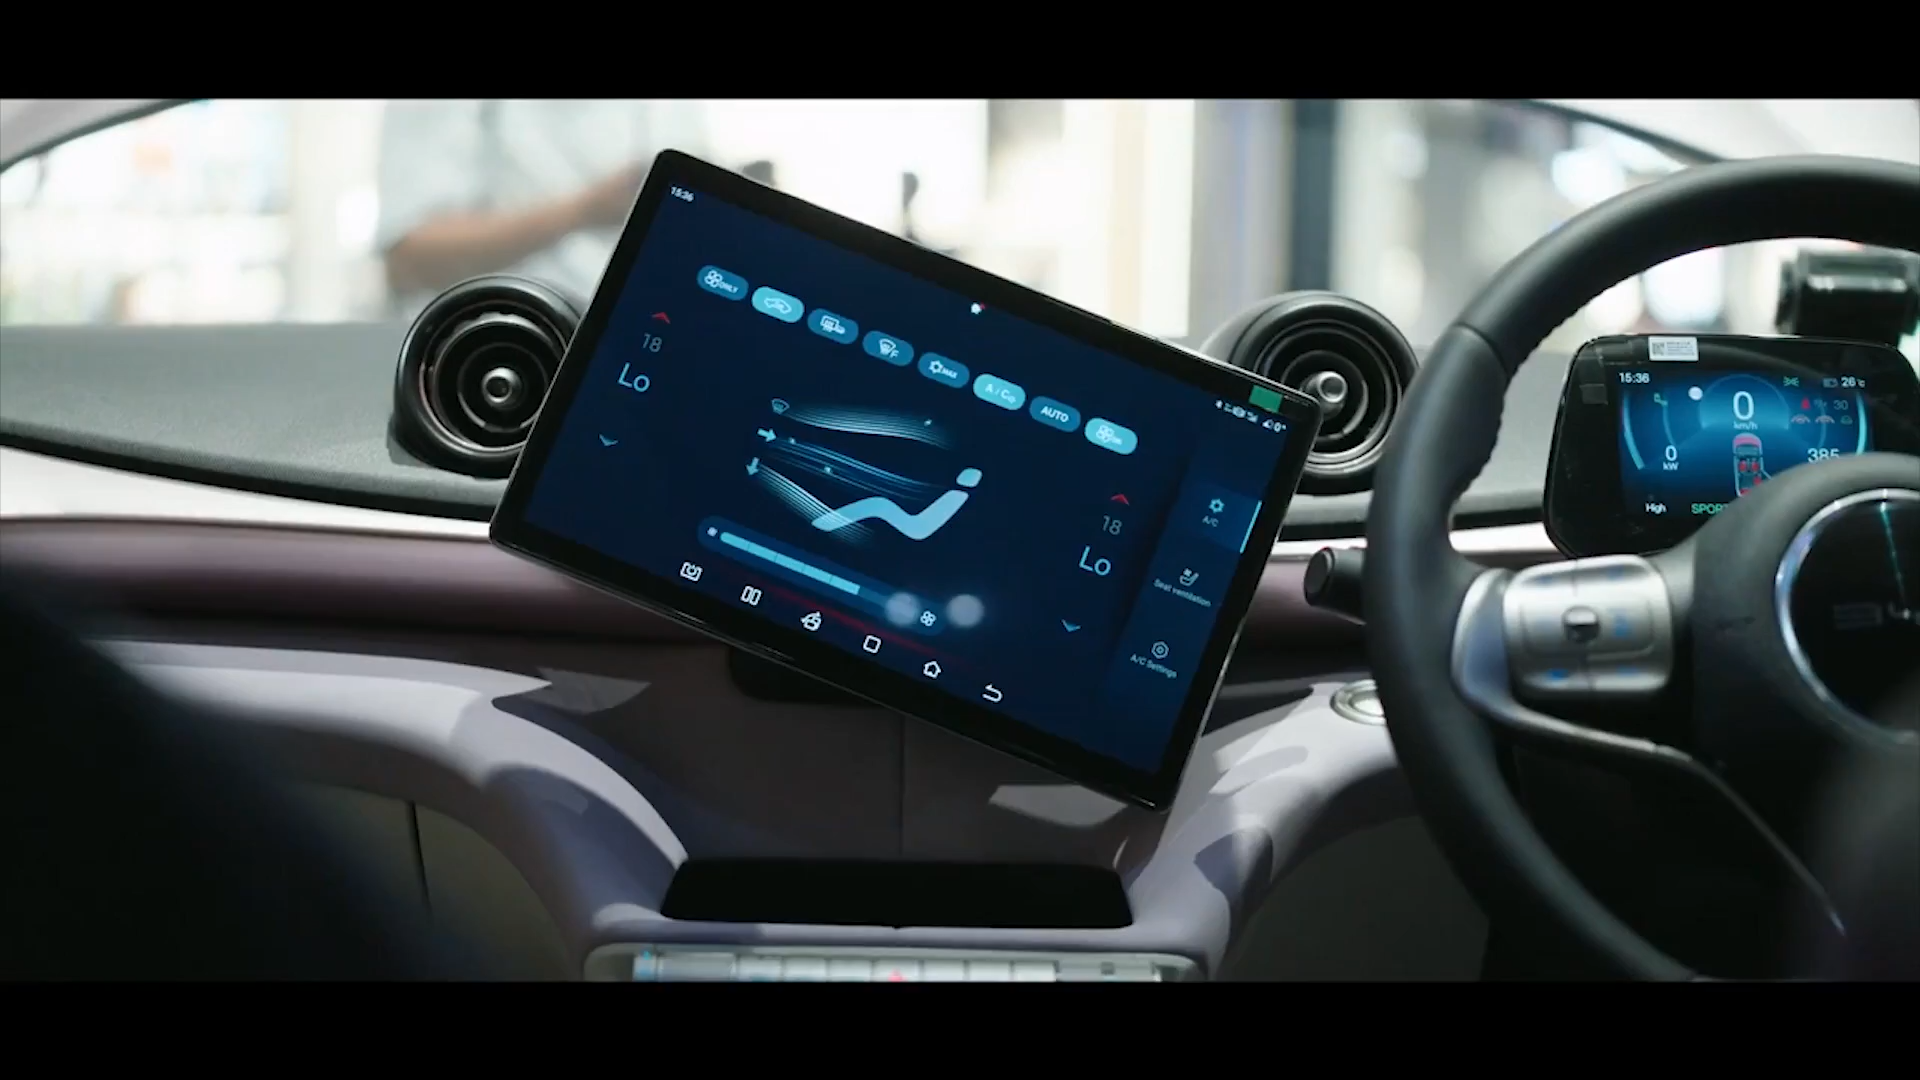 15:36
ONLY
F
MAX
A/C
AUTO
18
Lo
18
Lo
A/C
Seat ventilation
A/C Settings
15:36
26℃
0
km/h
30
0
kW
385
High
SPORT